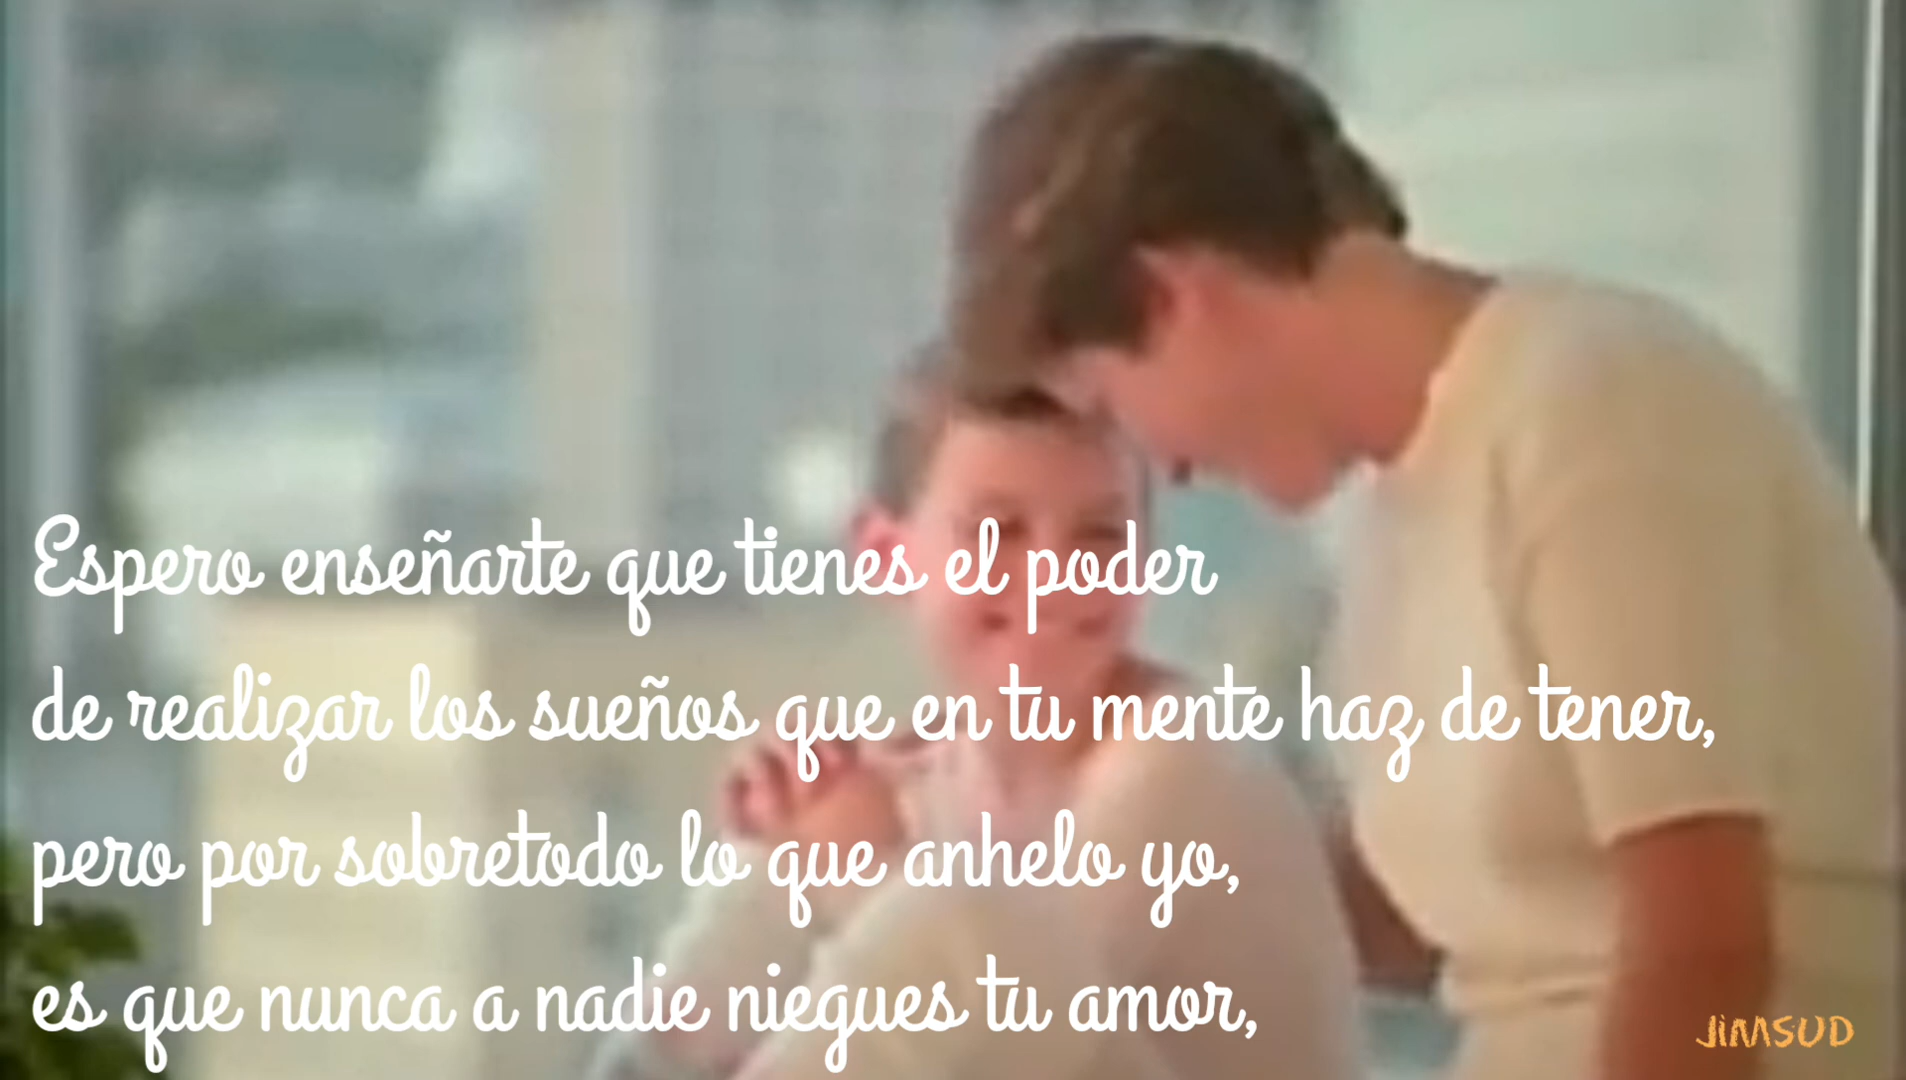 Espero enseñarte que tienes el poder
de realizar los sueños que en tu mente haz de tener,
pero por sobretodo lo que anhelo yo,
es que nunca a nadie niegues tu amor,
JIMSUD